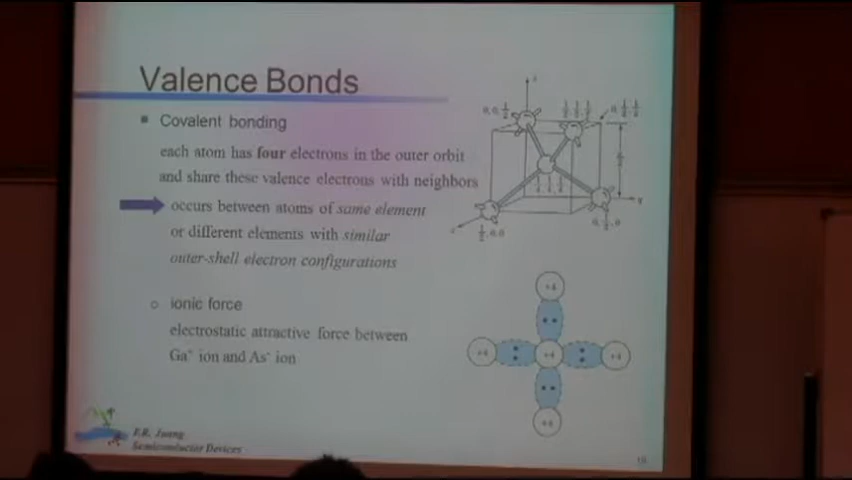 Valence Bonds
Covalent bonding
each atom has four electrons in the outer orbit
and share these valence electrons with neighbors
occurs between atoms of same element
or different elements with similar
outer-shell electron configurations
ionic force
electrostatic attractive force between
Ga⁺ ion and As⁻ ion
+4
+4 +4 +4
+4
Semiconductor Devices